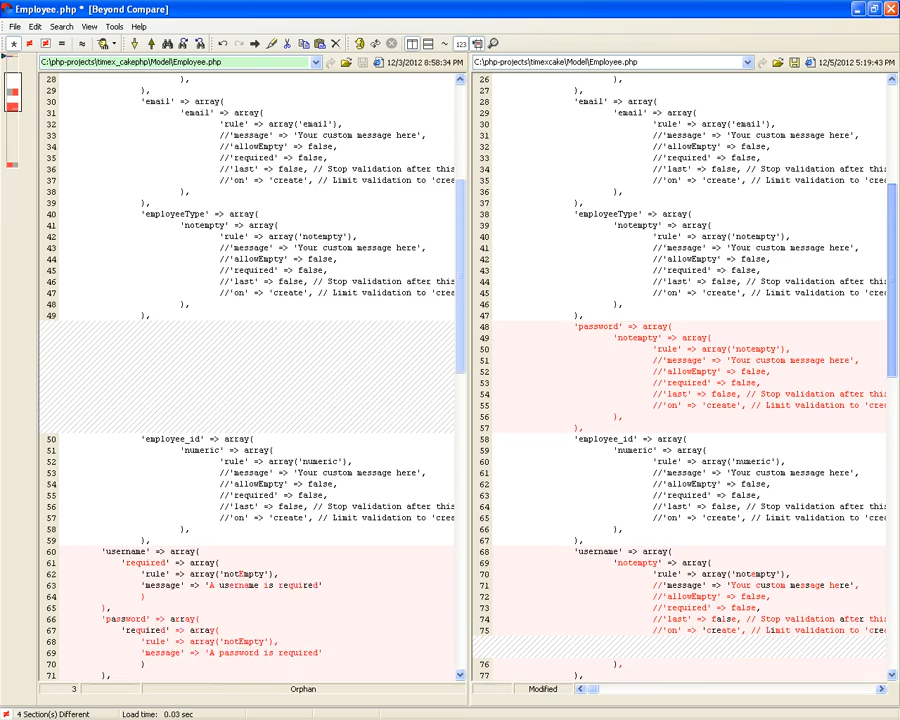 Employee.php * [Beyond Compare]
File Edit Search View Tools Help
C:\php-projects\timex_cakephp\Model\Employee.php
12/3/2012 8:58:34 PM
28 ),
29 ),
30 'email' => array(
31 'email' => array(
32 'rule' => array('email'),
33 //'message' => 'Your custom message here',
34 //'allowEmpty' => false,
35 //'required' => false,
36 //'last' => false, // Stop validation after this
37 //'on' => 'create', // Limit validation to 'cre
38 ),
39 ),
40 'employeeType' => array(
41 'notempty' => array(
42 'rule' => array('notempty'),
43 //'message' => 'Your custom message here',
44 //'allowEmpty' => false,
45 //'required' => false,
46 //'last' => false, // Stop validation after this
47 //'on' => 'create', // Limit validation to 'cre
48 ),
49 ),
50 'employee_id' => array(
51 'numeric' => array(
52 'rule' => array('numeric'),
53 //'message' => 'Your custom message here',
54 //'allowEmpty' => false,
55 //'required' => false,
56 //'last' => false, // Stop validation after this
57 //'on' => 'create', // Limit validation to 'cre
58 ),
59 ),
60 'username' => array(
61 'required' => array(
62 'rule' => array('notEmpty'),
63 'message' => 'A username is required'
64 )
65 ),
66 'password' => array(
67 'required' => array(
68 'rule' => array('notEmpty'),
69 'message' => 'A password is required'
70 )
71 ),
3 Orphan
C:\php-projects\timexcake\Model\Employee.php
12/5/2012 5:19:43 PM
26 ),
27 ),
28 'email' => array(
29 'email' => array(
30 'rule' => array('email'),
31 //'message' => 'Your custom message here',
32 //'allowEmpty' => false,
33 //'required' => false,
34 //'last' => false, // Stop validation after this
35 //'on' => 'create', // Limit validation to 'crea
36 ),
37 ),
38 'employeeType' => array(
39 'notempty' => array(
40 'rule' => array('notempty'),
41 //'message' => 'Your custom message here',
42 //'allowEmpty' => false,
43 //'required' => false,
44 //'last' => false, // Stop validation after this
45 //'on' => 'create', // Limit validation to 'crea
46 ),
47 ),
48 'password' => array(
49 'notempty' => array(
50 'rule' => array('notempty'),
51 //'message' => 'Your custom message here',
52 //'allowEmpty' => false,
53 //'required' => false,
54 //'last' => false, // Stop validation after this
55 //'on' => 'create', // Limit validation to 'crea
56 ),
57 ),
58 'employee_id' => array(
59 'numeric' => array(
60 'rule' => array('numeric'),
61 //'message' => 'Your custom message here',
62 //'allowEmpty' => false,
63 //'required' => false,
64 //'last' => false, // Stop validation after this
65 //'on' => 'create', // Limit validation to 'crea
66 ),
67 ),
68 'username' => array(
69 'notempty' => array(
70 'rule' => array('notempty'),
71 //'message' => 'Your custom message here',
72 //'allowEmpty' => false,
73 //'required' => false,
74 //'last' => false, // Stop validation after this
75 //'on' => 'create', // Limit validation to 'crea
76 ),
77 ),
Modified
4 Section(s) Different Load time: 0.03 sec